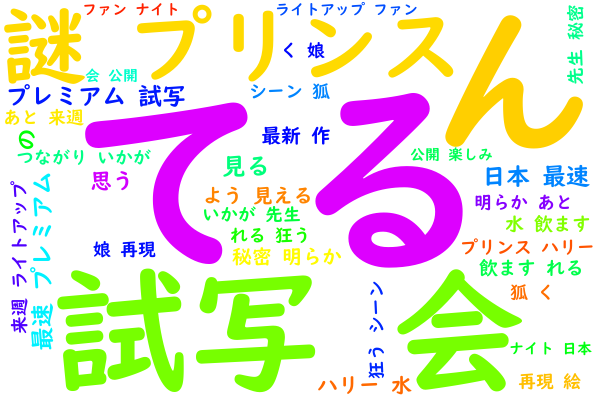 ファン ナイト
ライトアップ ファン
謎 プリンス
く 娘
ん
先生 秘密
会 公開
シーン 狐
プレミアム 試写
あと 来週
てる
最新 作
の
つながり いかが
見る
公開 楽しみ
思う
日本 最速
よう 見える
明らか あと
いかが 先生
水 飲ます
れる 狂う
娘 再現
秘密 明らか
プリンス ハリー
飲ます れる
来週 ライトアップ
最速 プレミアム
試写 会
狂う シーン
狐 く
ナイト 日本
ハリー 水
再現 絵